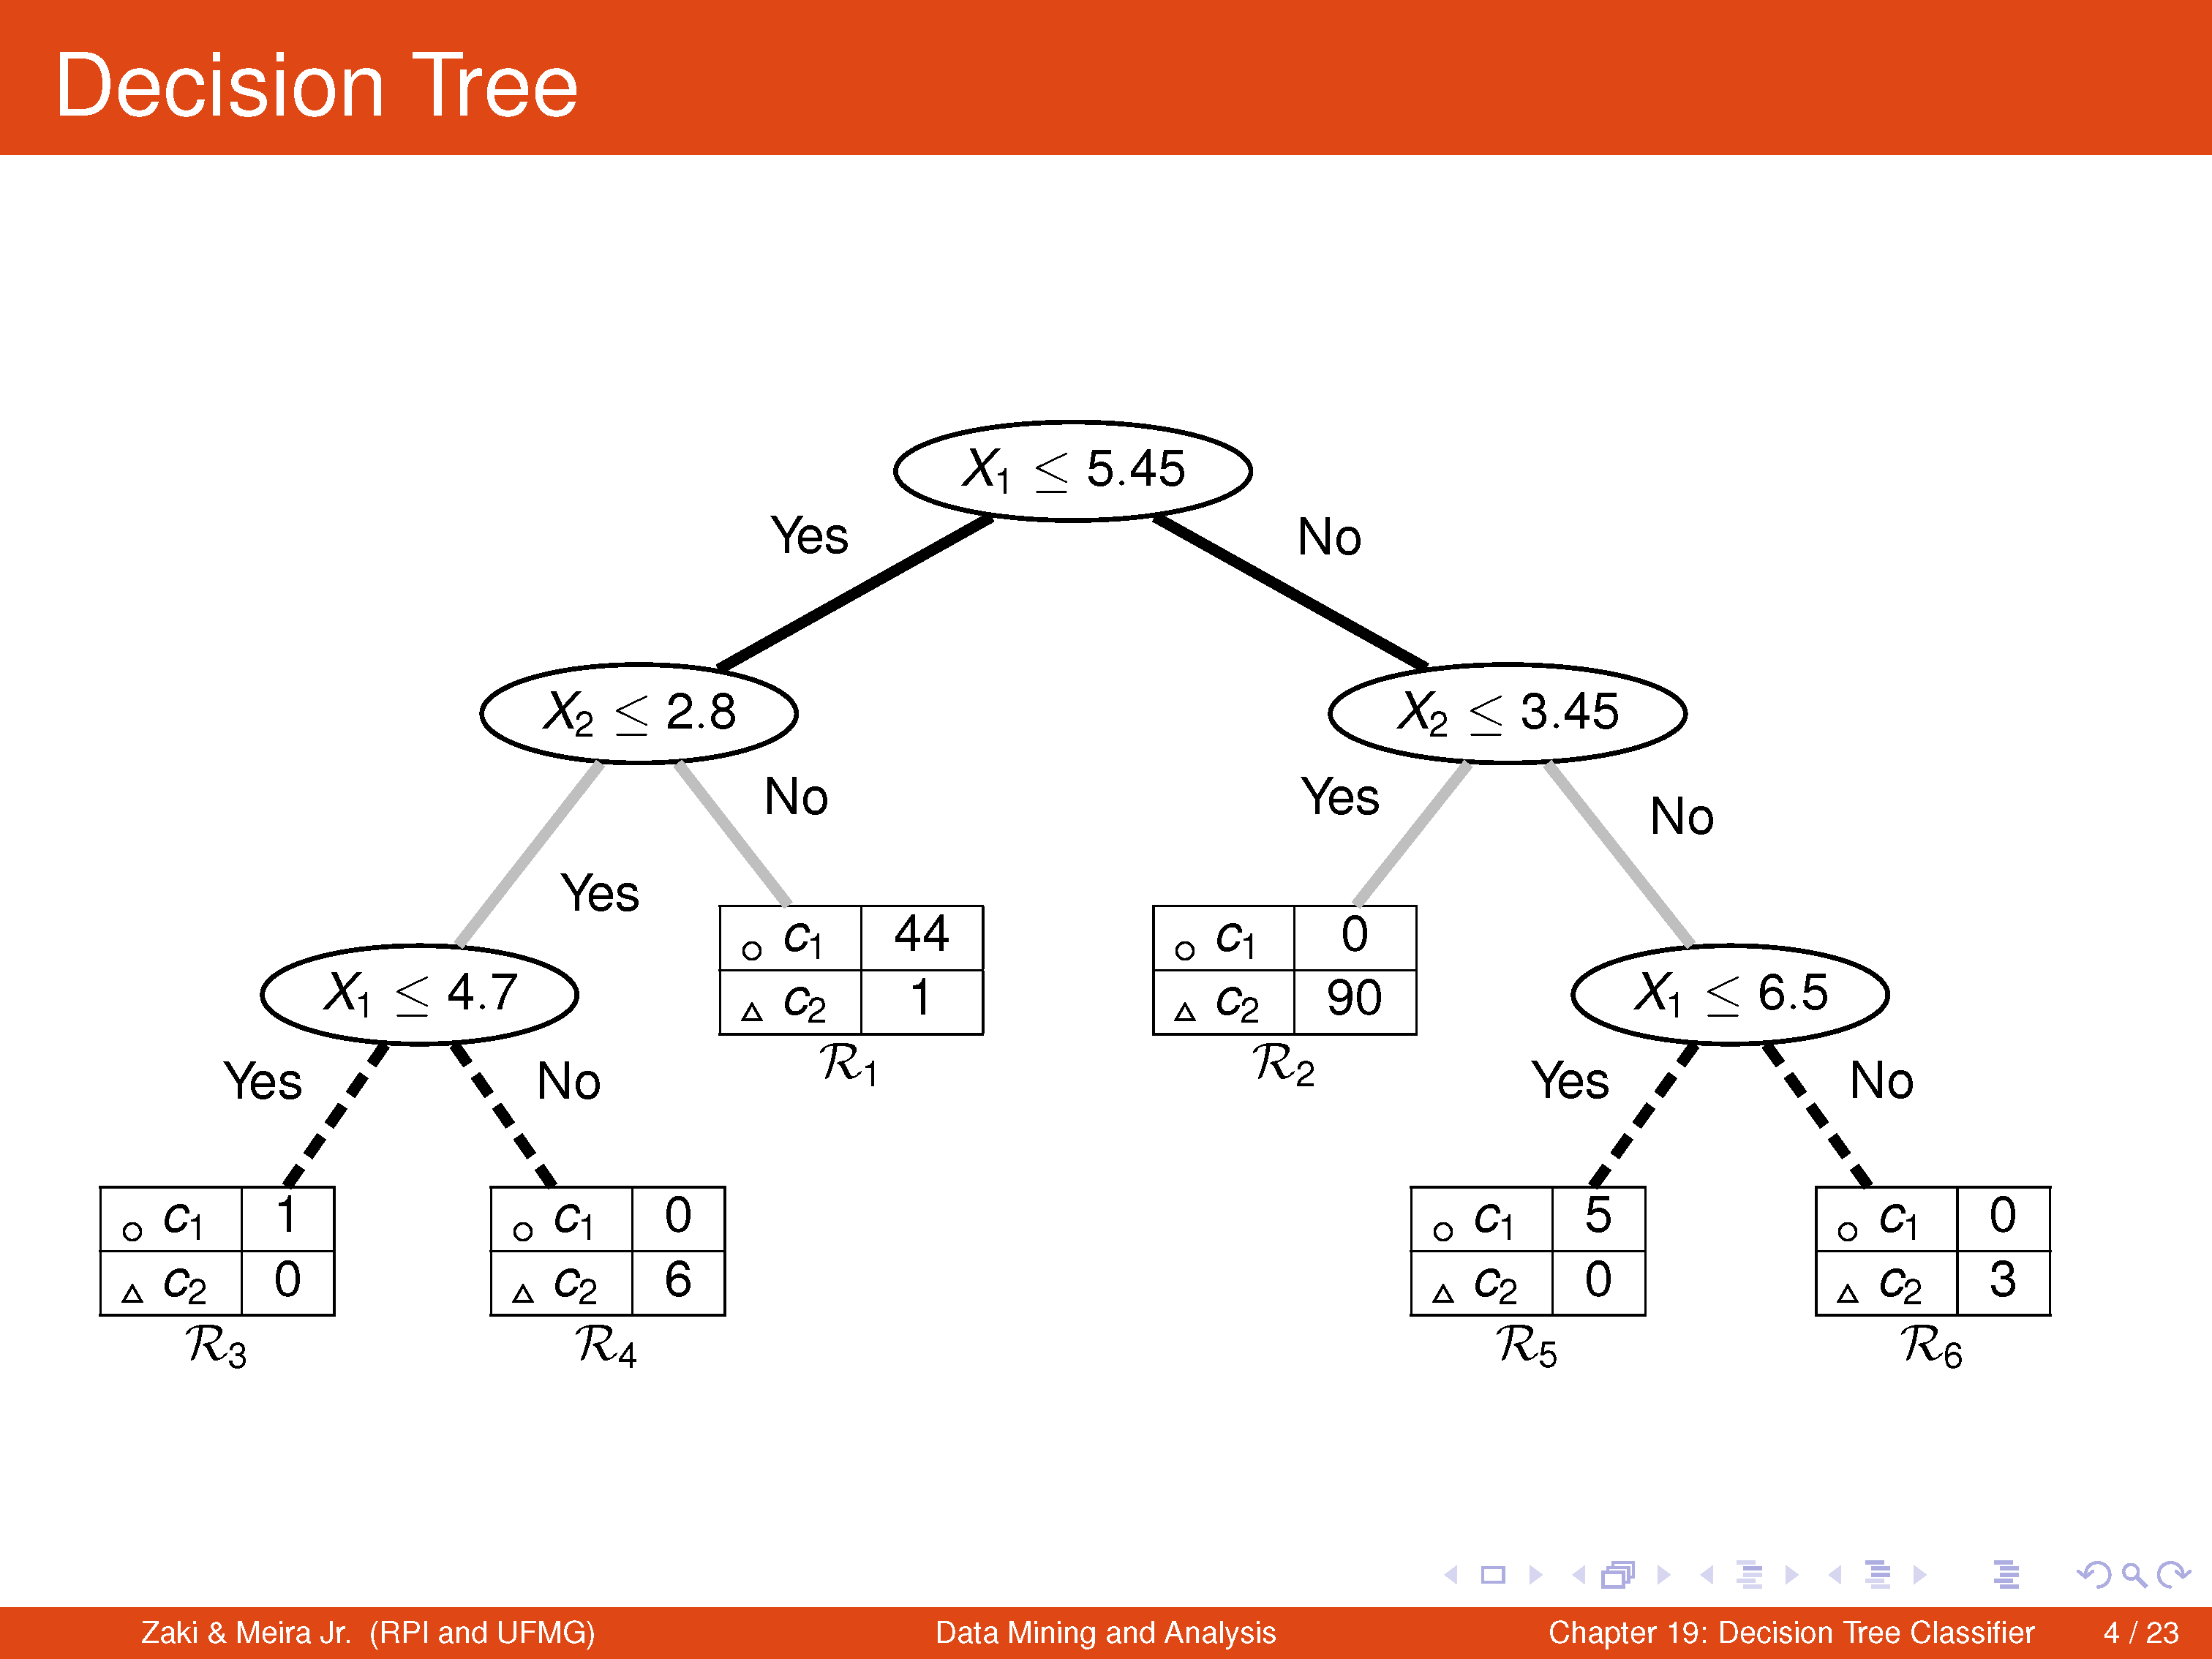 Decision Tree
X1 ≤ 5.45
Yes
No
X2 ≤ 2.8
X2 ≤ 3.45
No
Yes
No
Yes
c1 44
c2 1
R1
c1 0
c2 90
R2
X1 ≤ 4.7
X1 ≤ 6.5
Yes
No
Yes
No
c1 1
c2 0
R3
c1 0
c2 6
R4
c1 5
c2 0
R5
c1 0
c2 3
R6
Zaki & Meira Jr. (RPI and UFMG) Data Mining and Analysis Chapter 19: Decision Tree Classifier 4 / 23